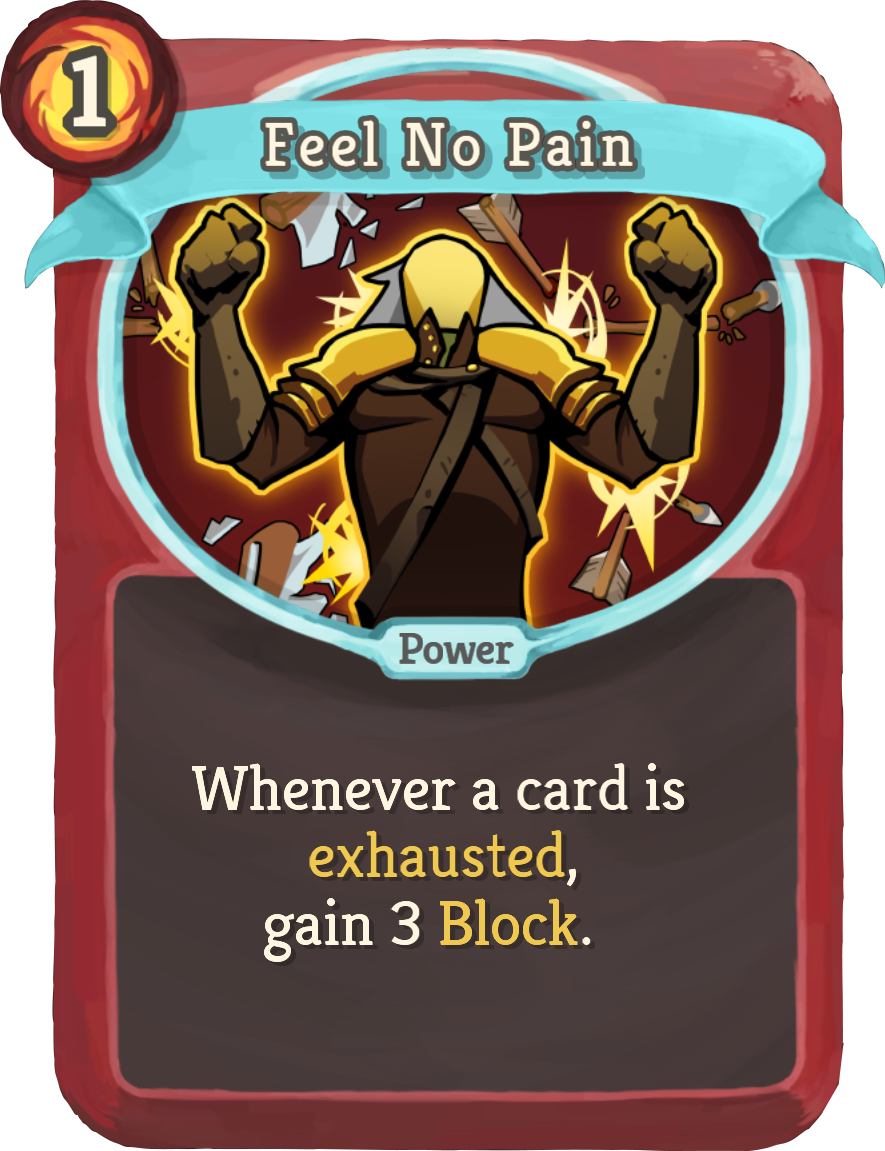 1
Feel No Pain
Power
Whenever a card is
exhausted,
gain 3 Block.